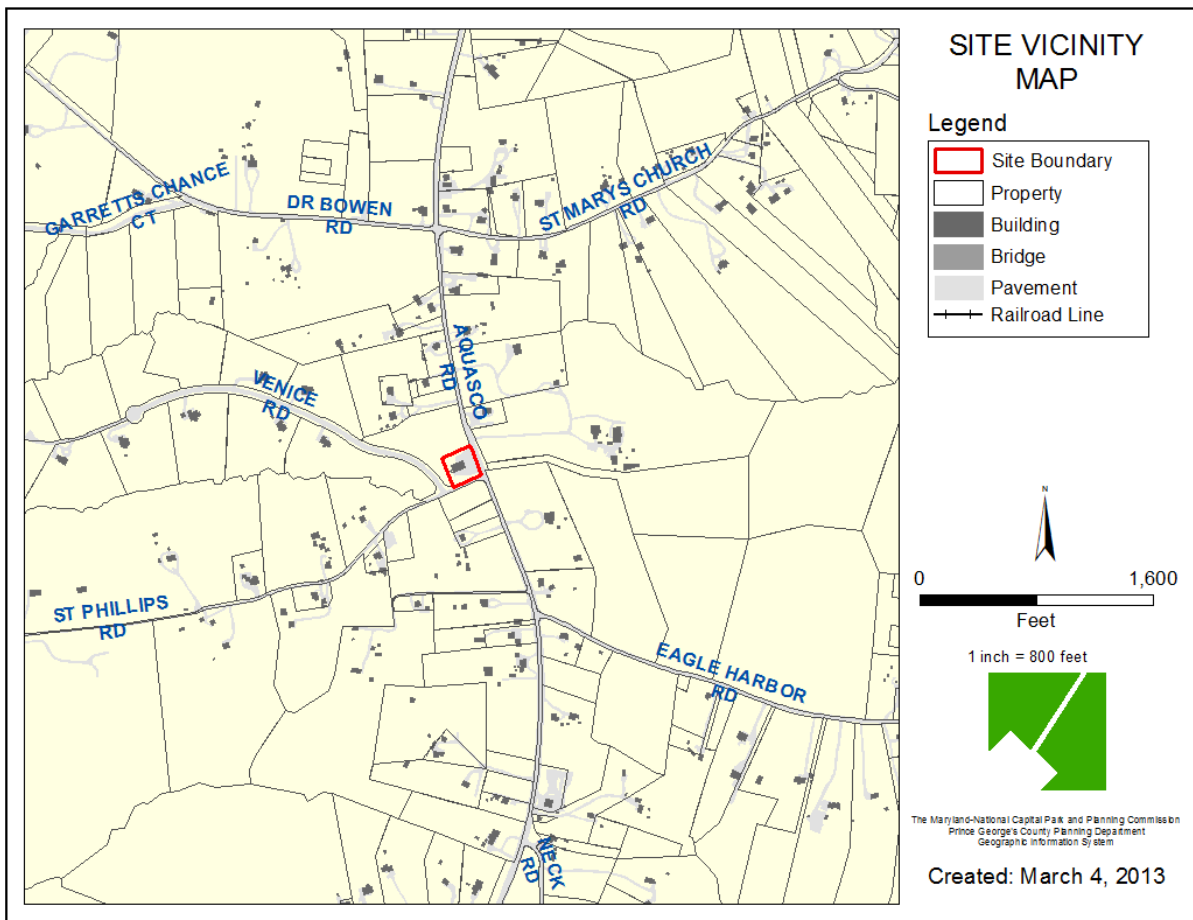 SITE VICINITY
MAP
Legend
Site Boundary
Property
Building
Bridge
Pavement
Railroad Line
GARRETTS CHANCE
CT
DR BOWEN
RD
ST MARYS CHURCH
RD
AQUASCO
RD
VENICE
RD
ST PHILLIPS
RD
EAGLE HARBOR
RD
NECK
RD
N
0 1,600
Feet
1 inch = 800 feet
The Maryland-National Capital Park and Planning Commission
Prince George's County Planning Department
Geographic Information System
Created: March 4, 2013